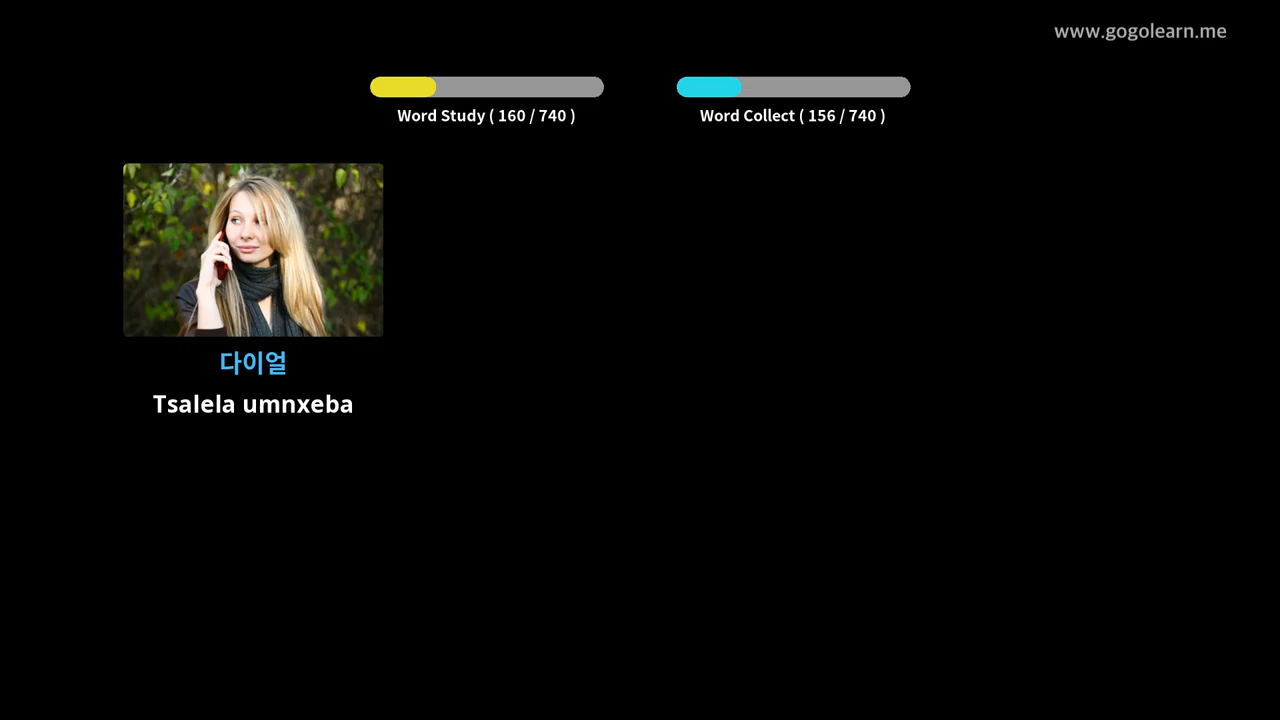 www.gogolearn.me
Word Study ( 160 / 740 )
Word Collect ( 156 / 740 )
다이얼
Tsalela umnxeba